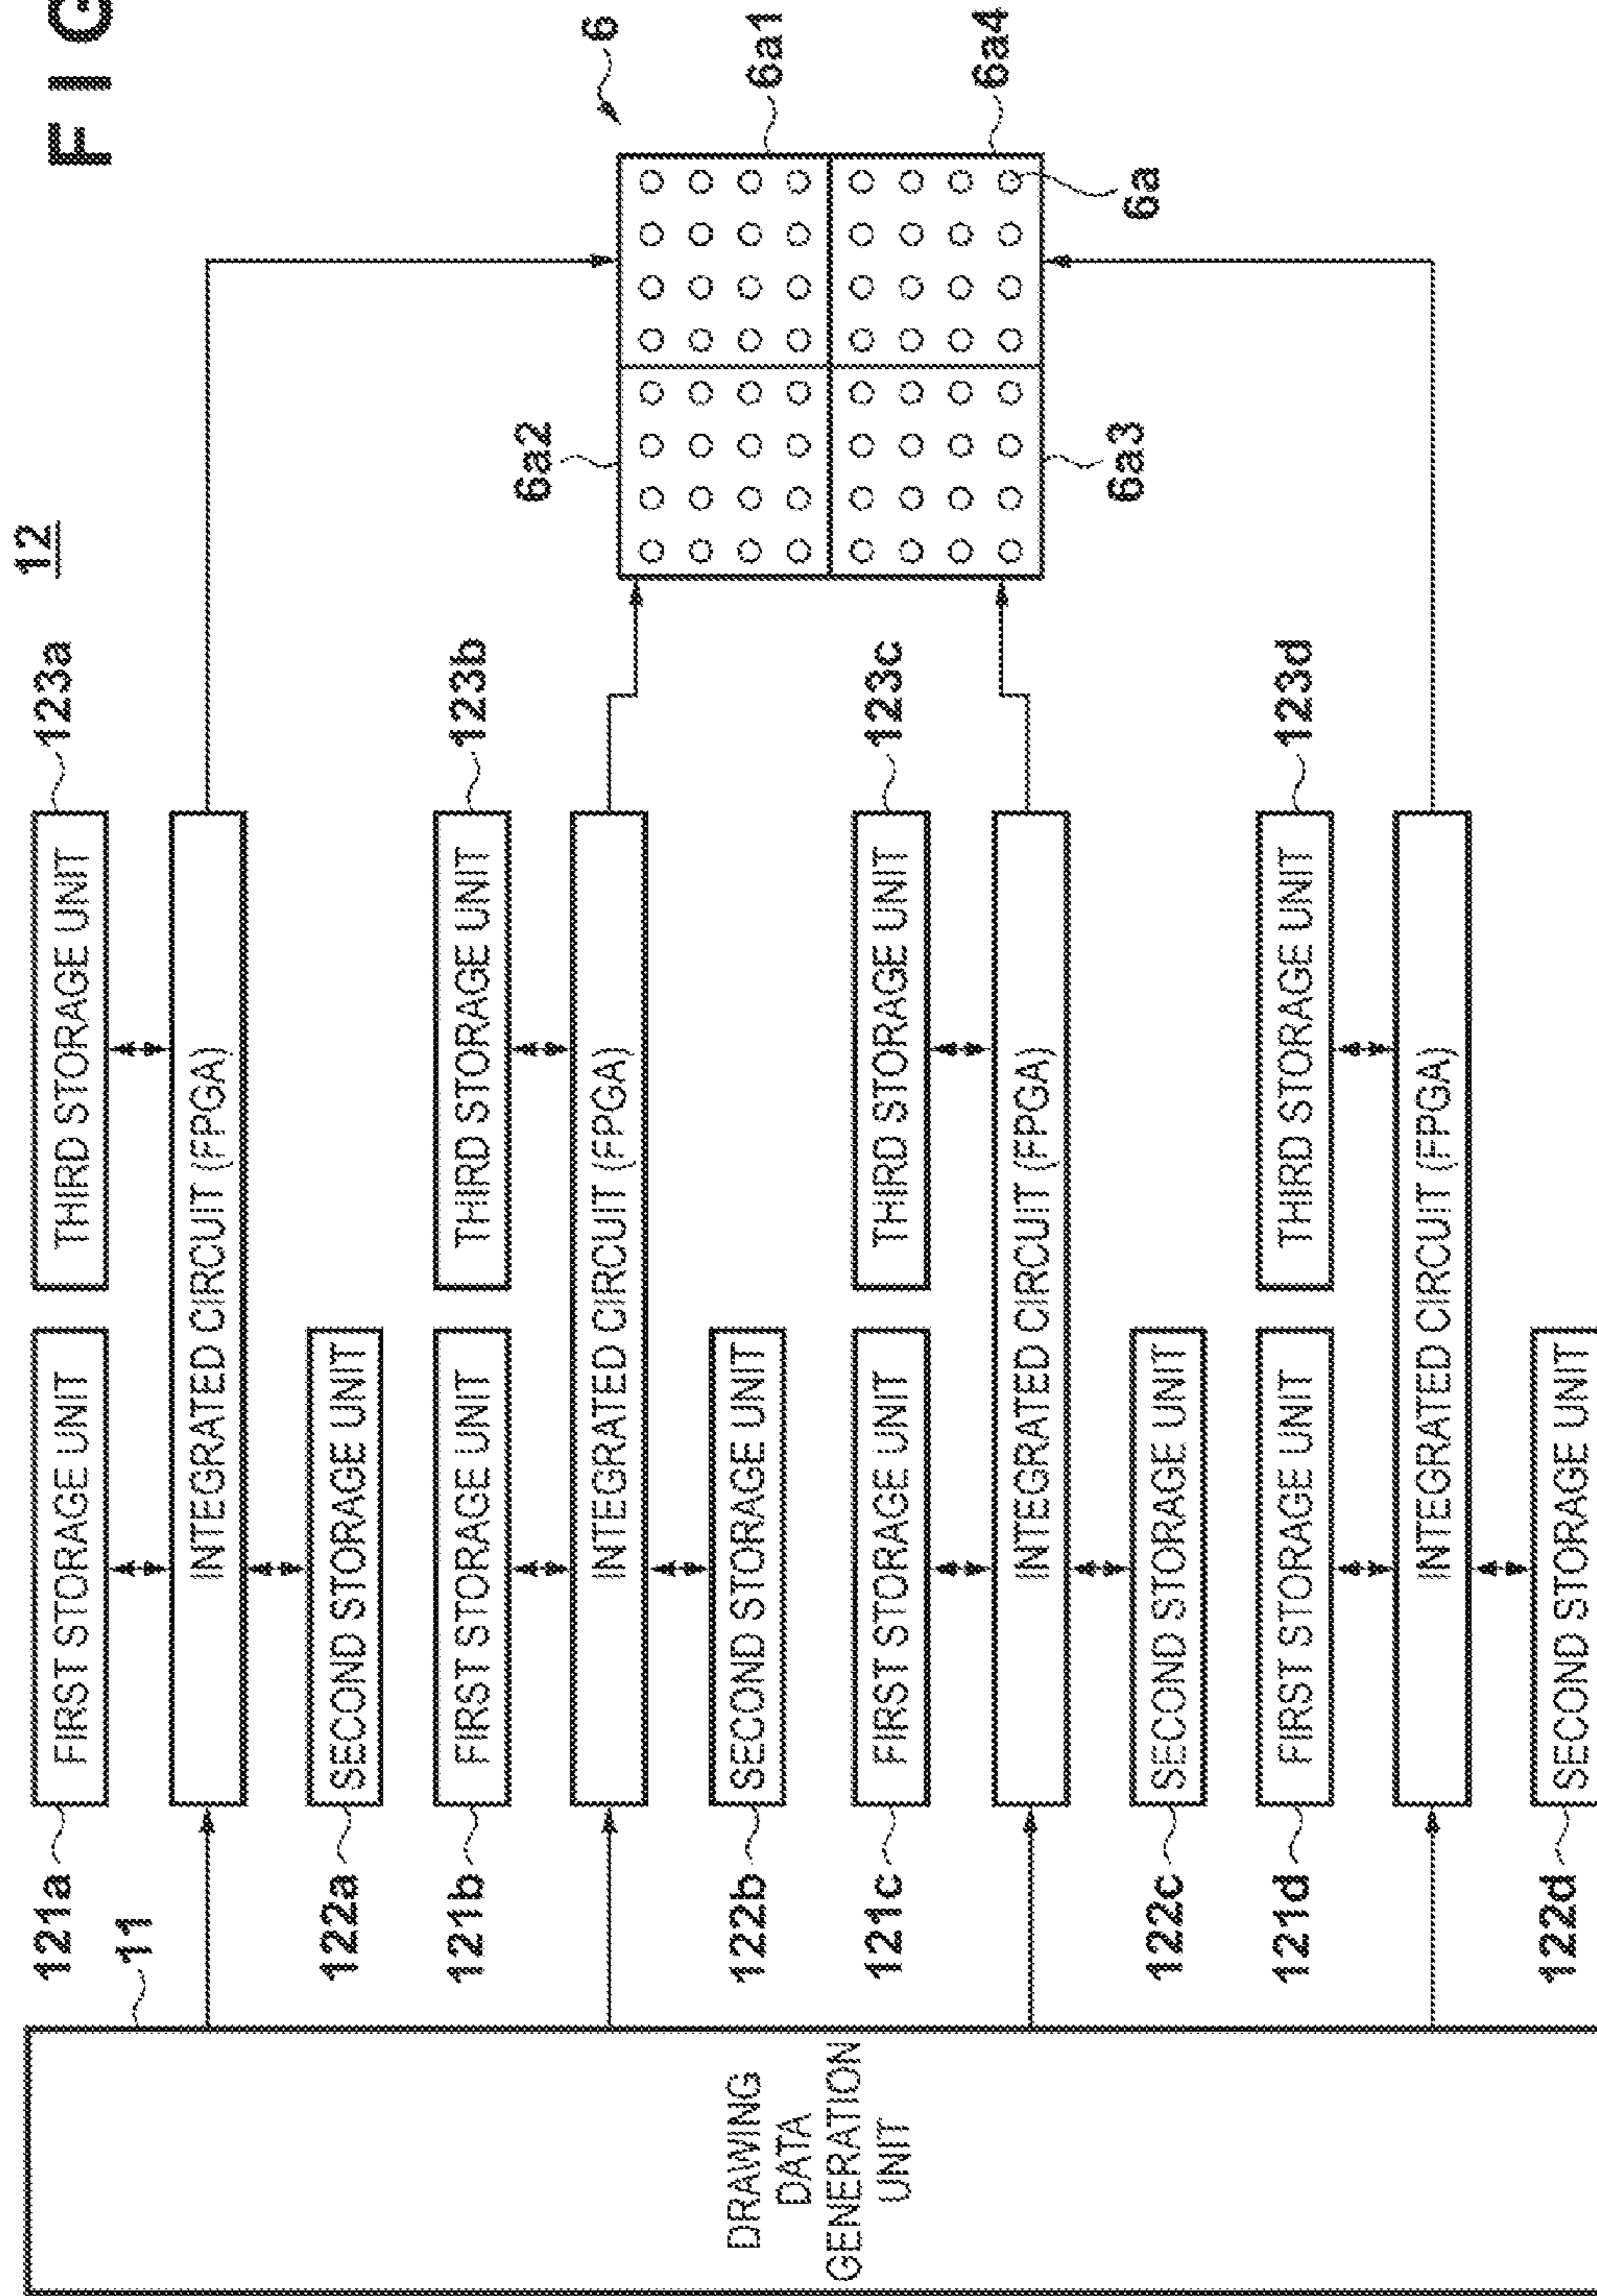 FIG
12
11
DRAWING
DATA
GENERATION
UNIT
121a
FIRST STORAGE UNIT
THIRD STORAGE UNIT
123a
INTEGRATED CIRCUIT (FPGA)
122a
SECOND STORAGE UNIT
121b
FIRST STORAGE UNIT
THIRD STORAGE UNIT
123b
INTEGRATED CIRCUIT (FPGA)
122b
SECOND STORAGE UNIT
121c
FIRST STORAGE UNIT
THIRD STORAGE UNIT
123c
INTEGRATED CIRCUIT (FPGA)
122c
SECOND STORAGE UNIT
121d
FIRST STORAGE UNIT
THIRD STORAGE UNIT
123d
INTEGRATED CIRCUIT (FPGA)
122d
SECOND STORAGE UNIT
6
6a2
6a1
6a4
6a3
6a